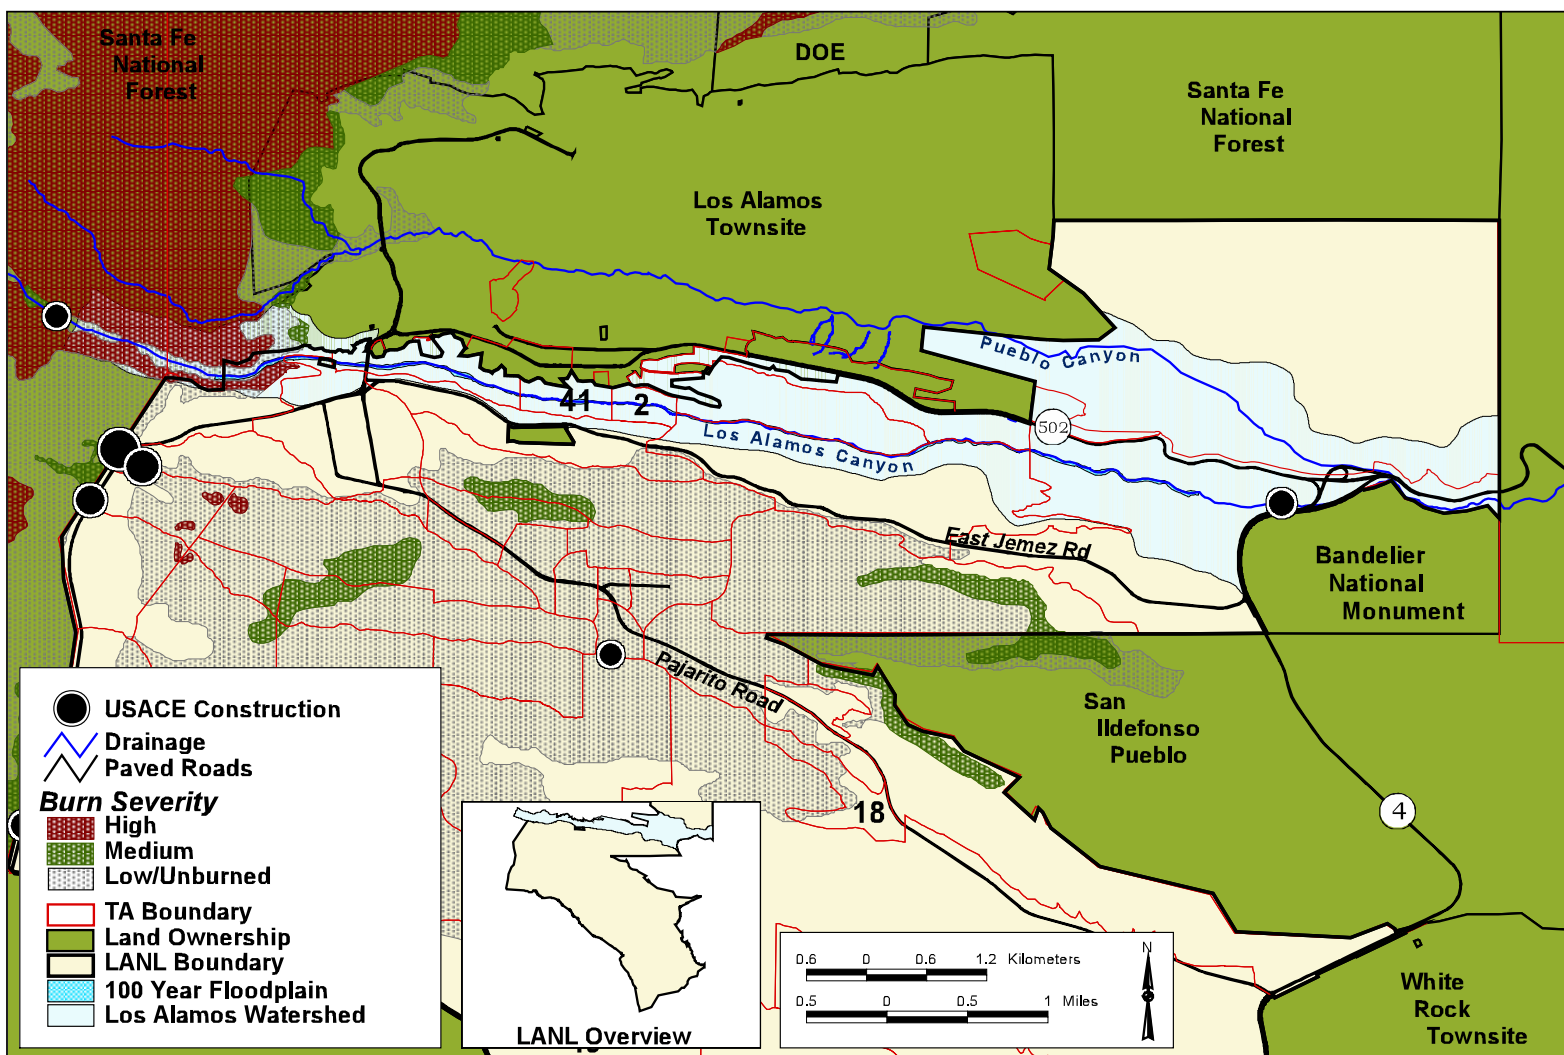 Santa Fe
National
Forest
DOE
Santa Fe
National
Forest
Los Alamos
Townsite
Pueblo Canyon
41
2
502
Los Alamos Canyon
East Jemez Rd
Bandelier
National
Monument
Pajarito Road
San
Ildefonso
Pueblo
18
4
USACE Construction
Drainage
Paved Roads
Burn Severity
High
Medium
Low/Unburned
TA Boundary
Land Ownership
LANL Boundary
100 Year Floodplain
Los Alamos Watershed
LANL Overview
0.6 0 0.6 1.2 Kilometers
0.5 0 0.5 1 Miles
N
White
Rock
Townsite